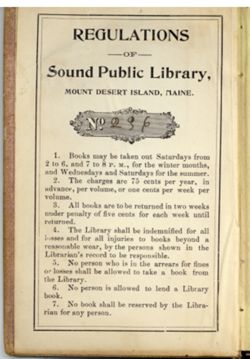 REGULATIONS
OF
Sound Public Library,
MOUNT DESERT ISLAND, MAINE.
No 296
1. Books may be taken out Saturdays from
2 to 6, and 7 to 8 P. M., for the winter months,
and Wednesdays and Saturdays for the summer.
2. The charges are 75 cents per year, in
advance, per volume, or one cents per week per
volume.
3. All books are to be returned in two weeks
under penalty of five cents for each week until
returned.
4. The Library shall be indemnified for all
losses and for all injuries to books beyond a
reasonable wear, by the persons shown in the
Librarian's record to be responsible.
5. No person who is in the arrears for fines
or losses shall be allowed to take a book from
the Library.
6. No person is allowed to lend a Library
book.
7. No book shall be reserved by the Libra-
rian for any person.